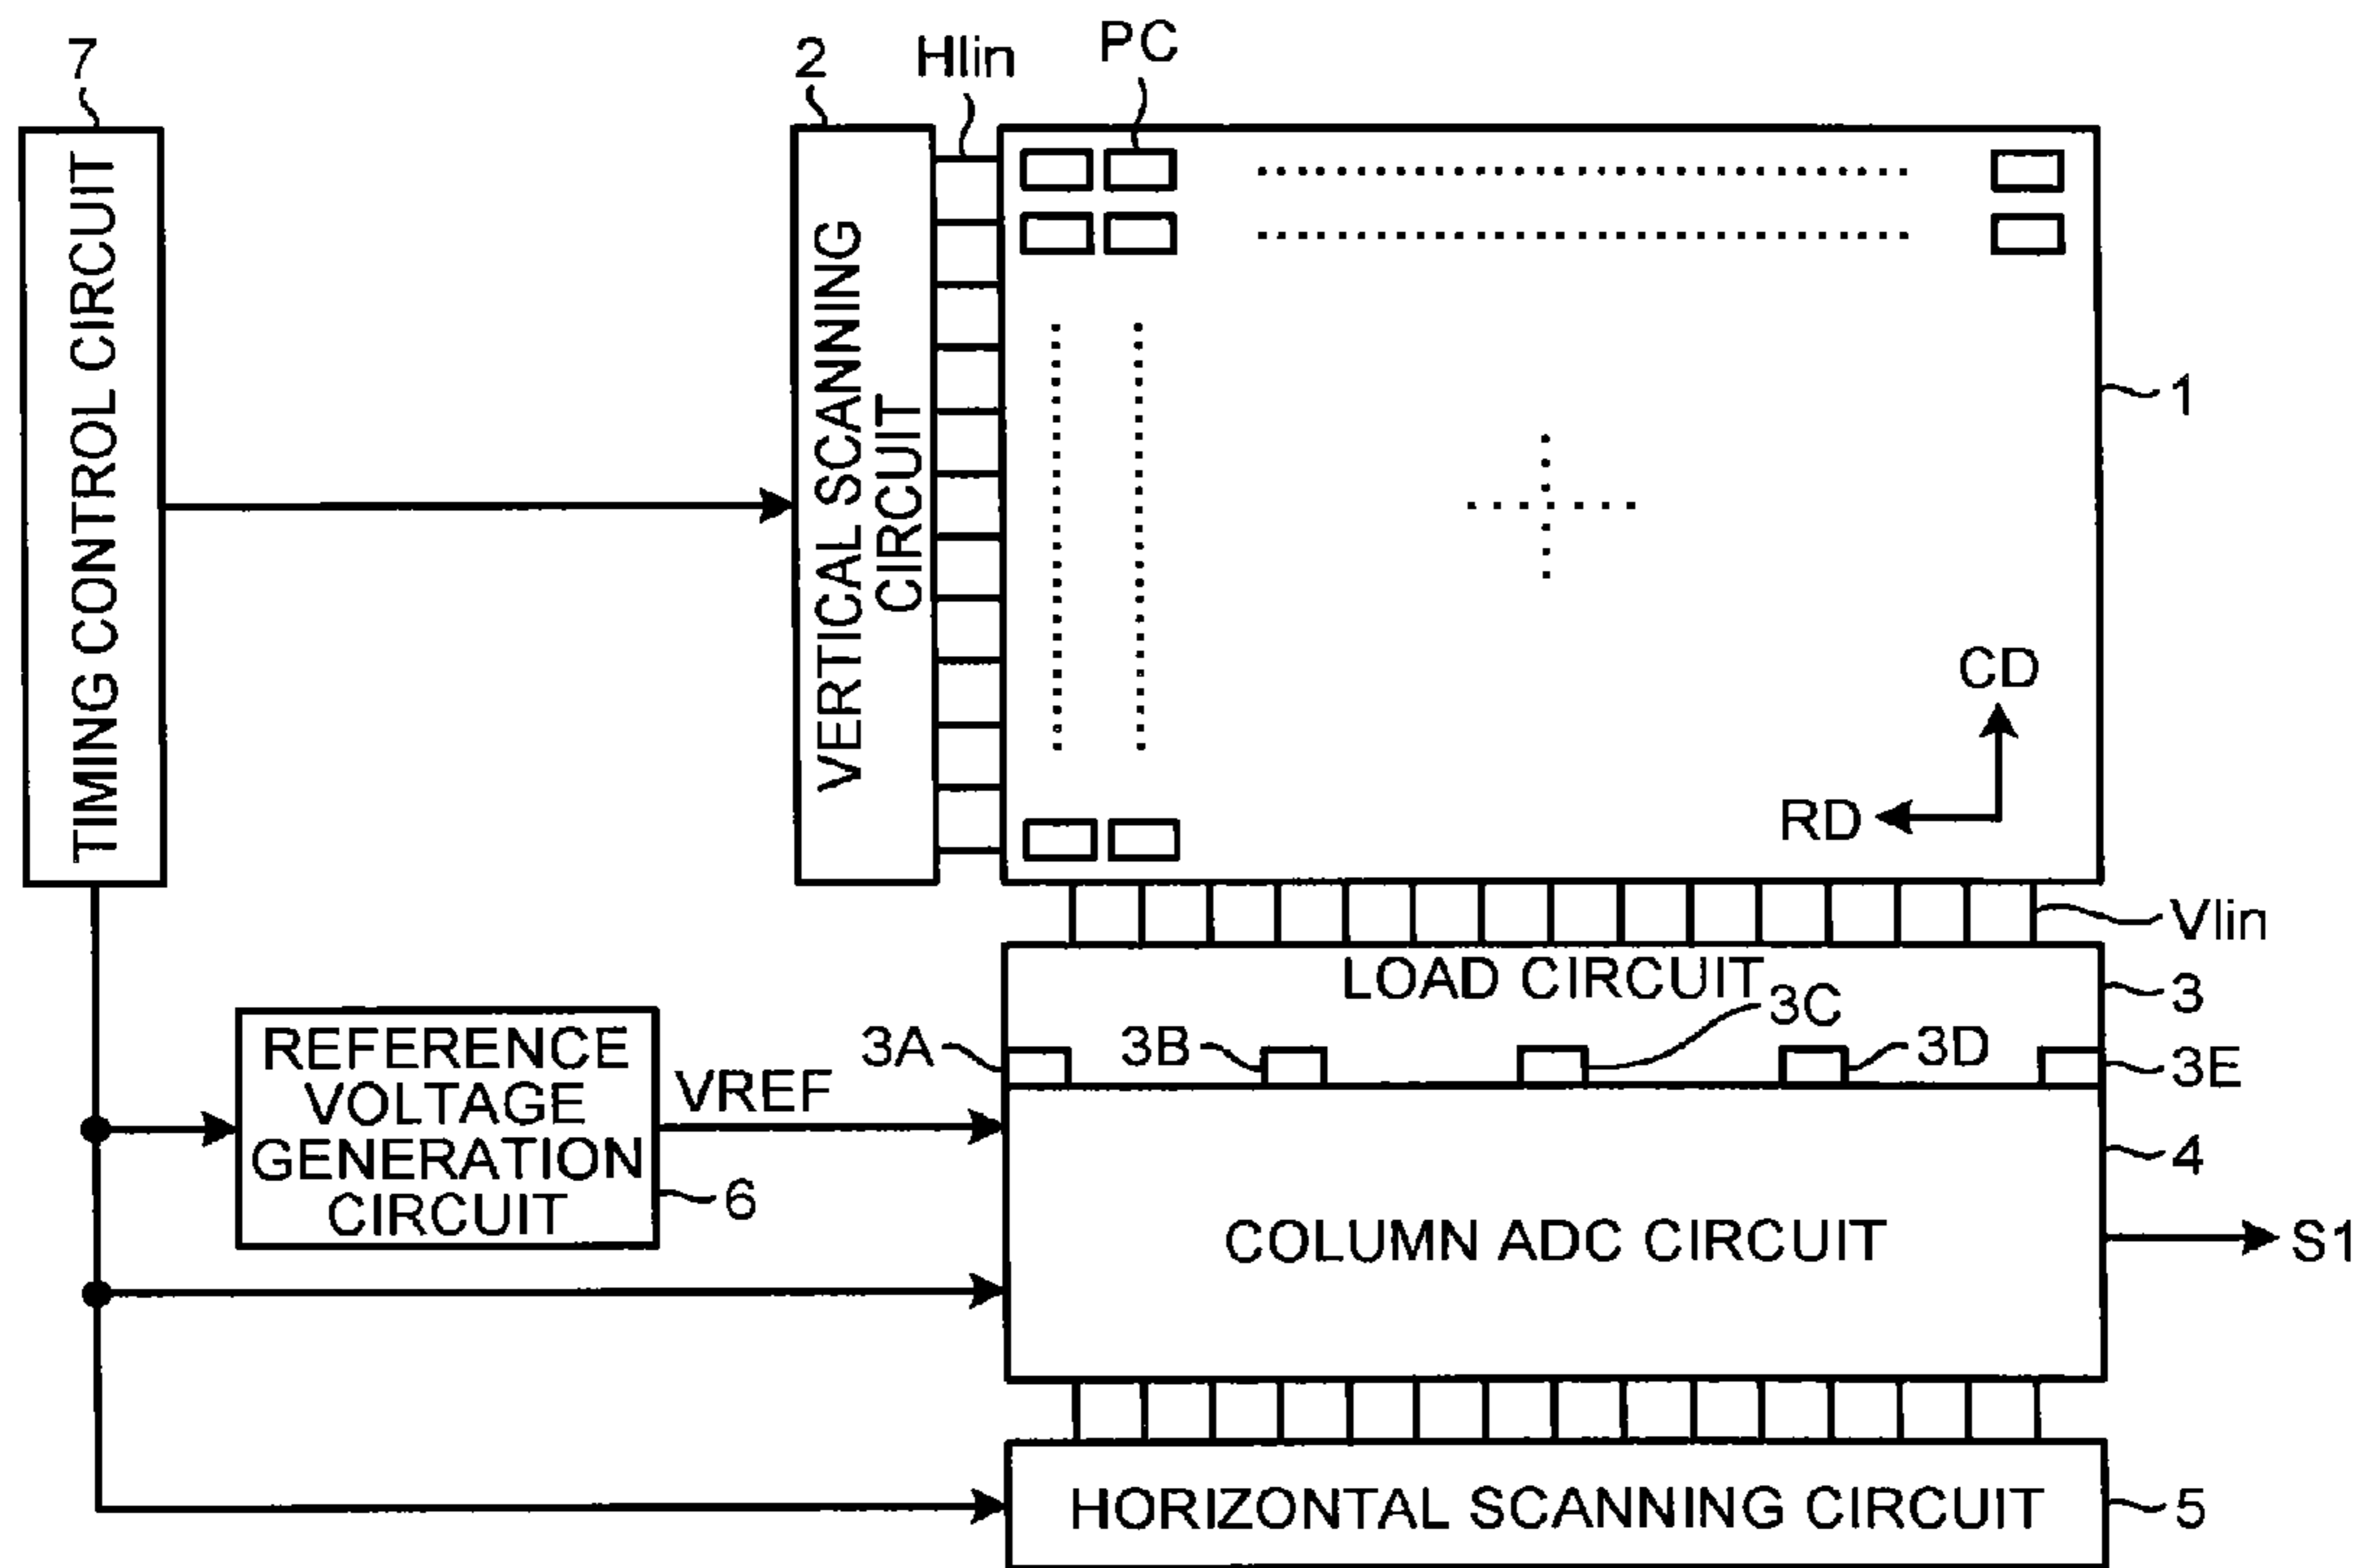 7
2
Hlin
PC
TIMING CONTROL CIRCUIT
VERTICAL SCANNING
CIRCUIT
1
CD
RD
Vlin
LOAD CIRCUIT
3
3A
3B
3C
3D
3E
REFERENCE
VOLTAGE
GENERATION
CIRCUIT
VREF
6
4
COLUMN ADC CIRCUIT
S1
HORIZONTAL SCANNING CIRCUIT
5